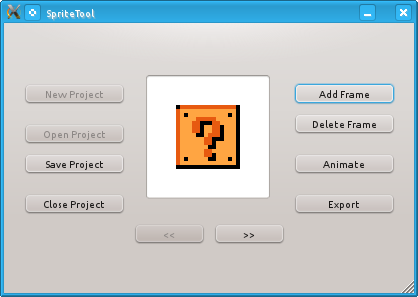 SpriteTool
New Project
Open Project
Save Project
Close Project
?
Add Frame
Delete Frame
Animate
Export
<<
>>